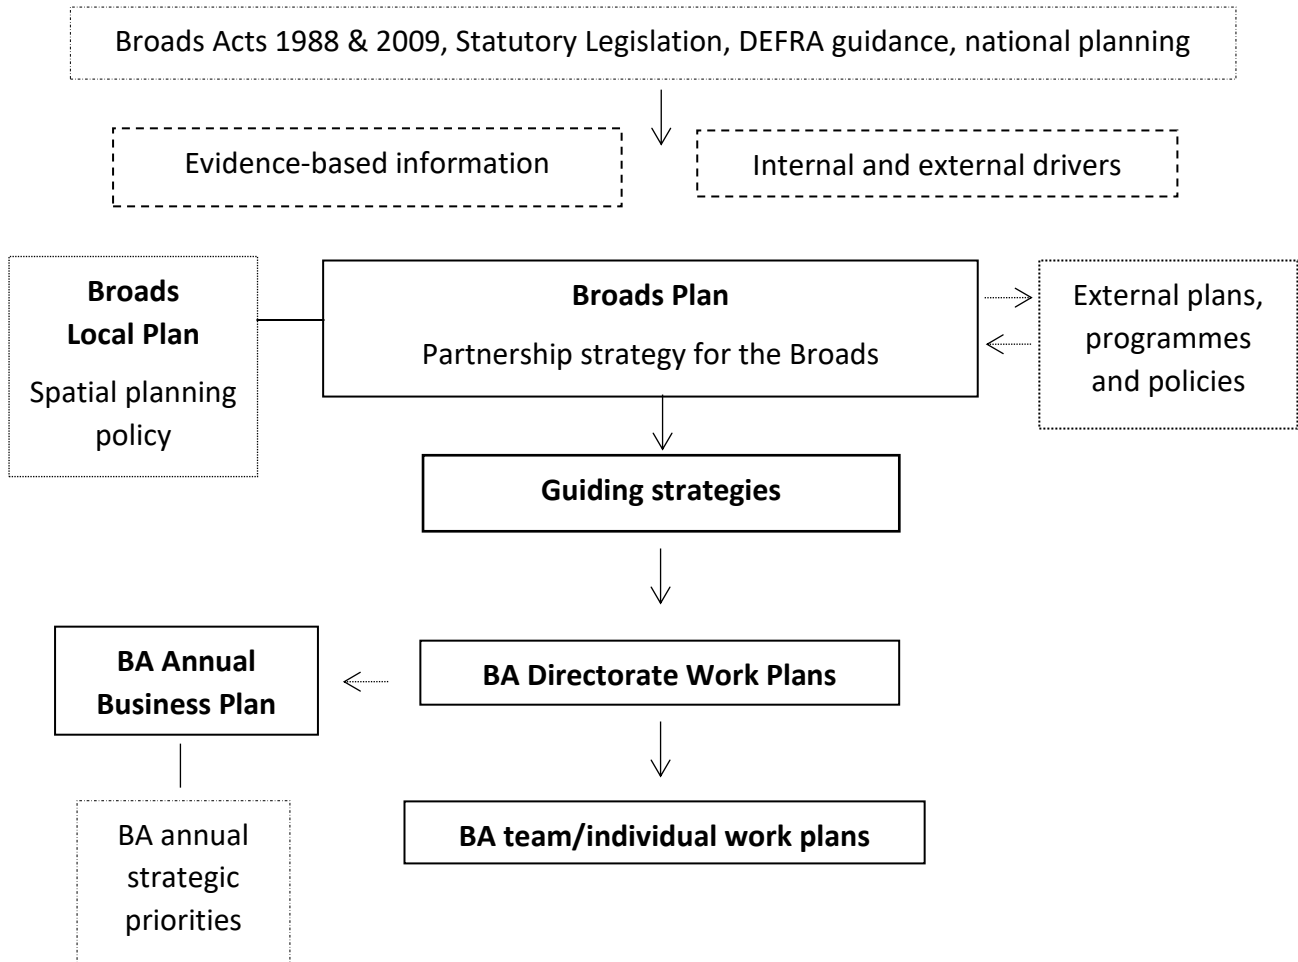 Broads Acts 1988 & 2009, Statutory Legislation, DEFRA guidance, national planning
Evidence-based information
Internal and external drivers
Broads
Local Plan
Spatial planning
policy
Broads Plan
Partnership strategy for the Broads
External plans,
programmes
and policies
Guiding strategies
BA Annual
Business Plan
BA Directorate Work Plans
BA annual
strategic
priorities
BA team/individual work plans